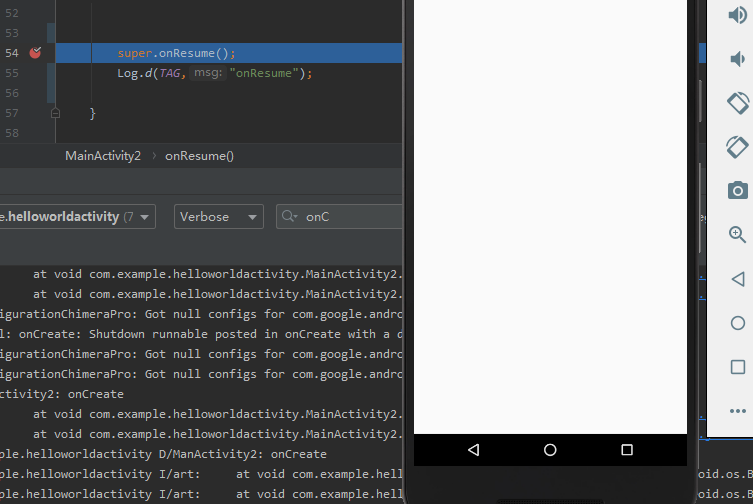 52
53
54 super.onResume();
55 Log.d(TAG, msg: "onResume");
56
57 }
58
MainActivity2 › onResume()
e.helloworldactivity (7 Verbose onC
at void com.example.helloworldactivity.MainActivity2.
at void com.example.helloworldactivity.MainActivity2.
igurationChimeraPro: Got null configs for com.google.andro
l: onCreate: Shutdown runnable posted in onCreate with a d
igurationChimeraPro: Got null configs for com.google.andro
igurationChimeraPro: Got null configs for com.google.andro
ctivity2: onCreate
at void com.example.helloworldactivity.MainActivity2.
at void com.example.helloworldactivity.MainActivity2.
ple.helloworldactivity D/ManActivity2: onCreate
ple.helloworldactivity I/art: at void com.example.hell oid.os.B
ple.helloworldactivity I/art: at void com.example.hell oid.os.B